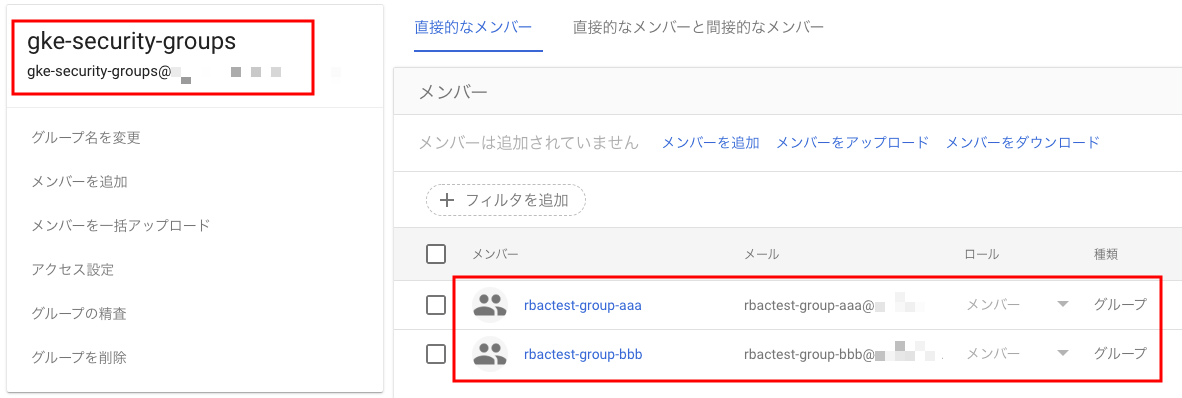 gke-security-groups
gke-security-groups@
グループ名を変更
メンバーを追加
メンバーを一括アップロード
アクセス設定
グループの精査
グループを削除
直接的なメンバー 直接的なメンバーと間接的なメンバー
メンバー
メンバーは追加されていません メンバーを追加 メンバーをアップロード メンバーをダウンロード
+ フィルタを追加
メンバー メール ロール 種類
rbactest-group-aaa rbactest-group-aaa@ メンバー グループ
rbactest-group-bbb rbactest-group-bbb@ メンバー グループ